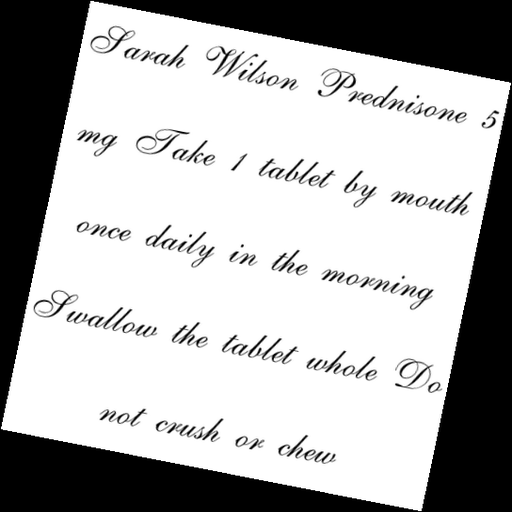 Sarah Wilson Prednisone 5
mg Take 1 tablet by mouth
once daily in the morning
Swallow the tablet whole Do
not crush or chew